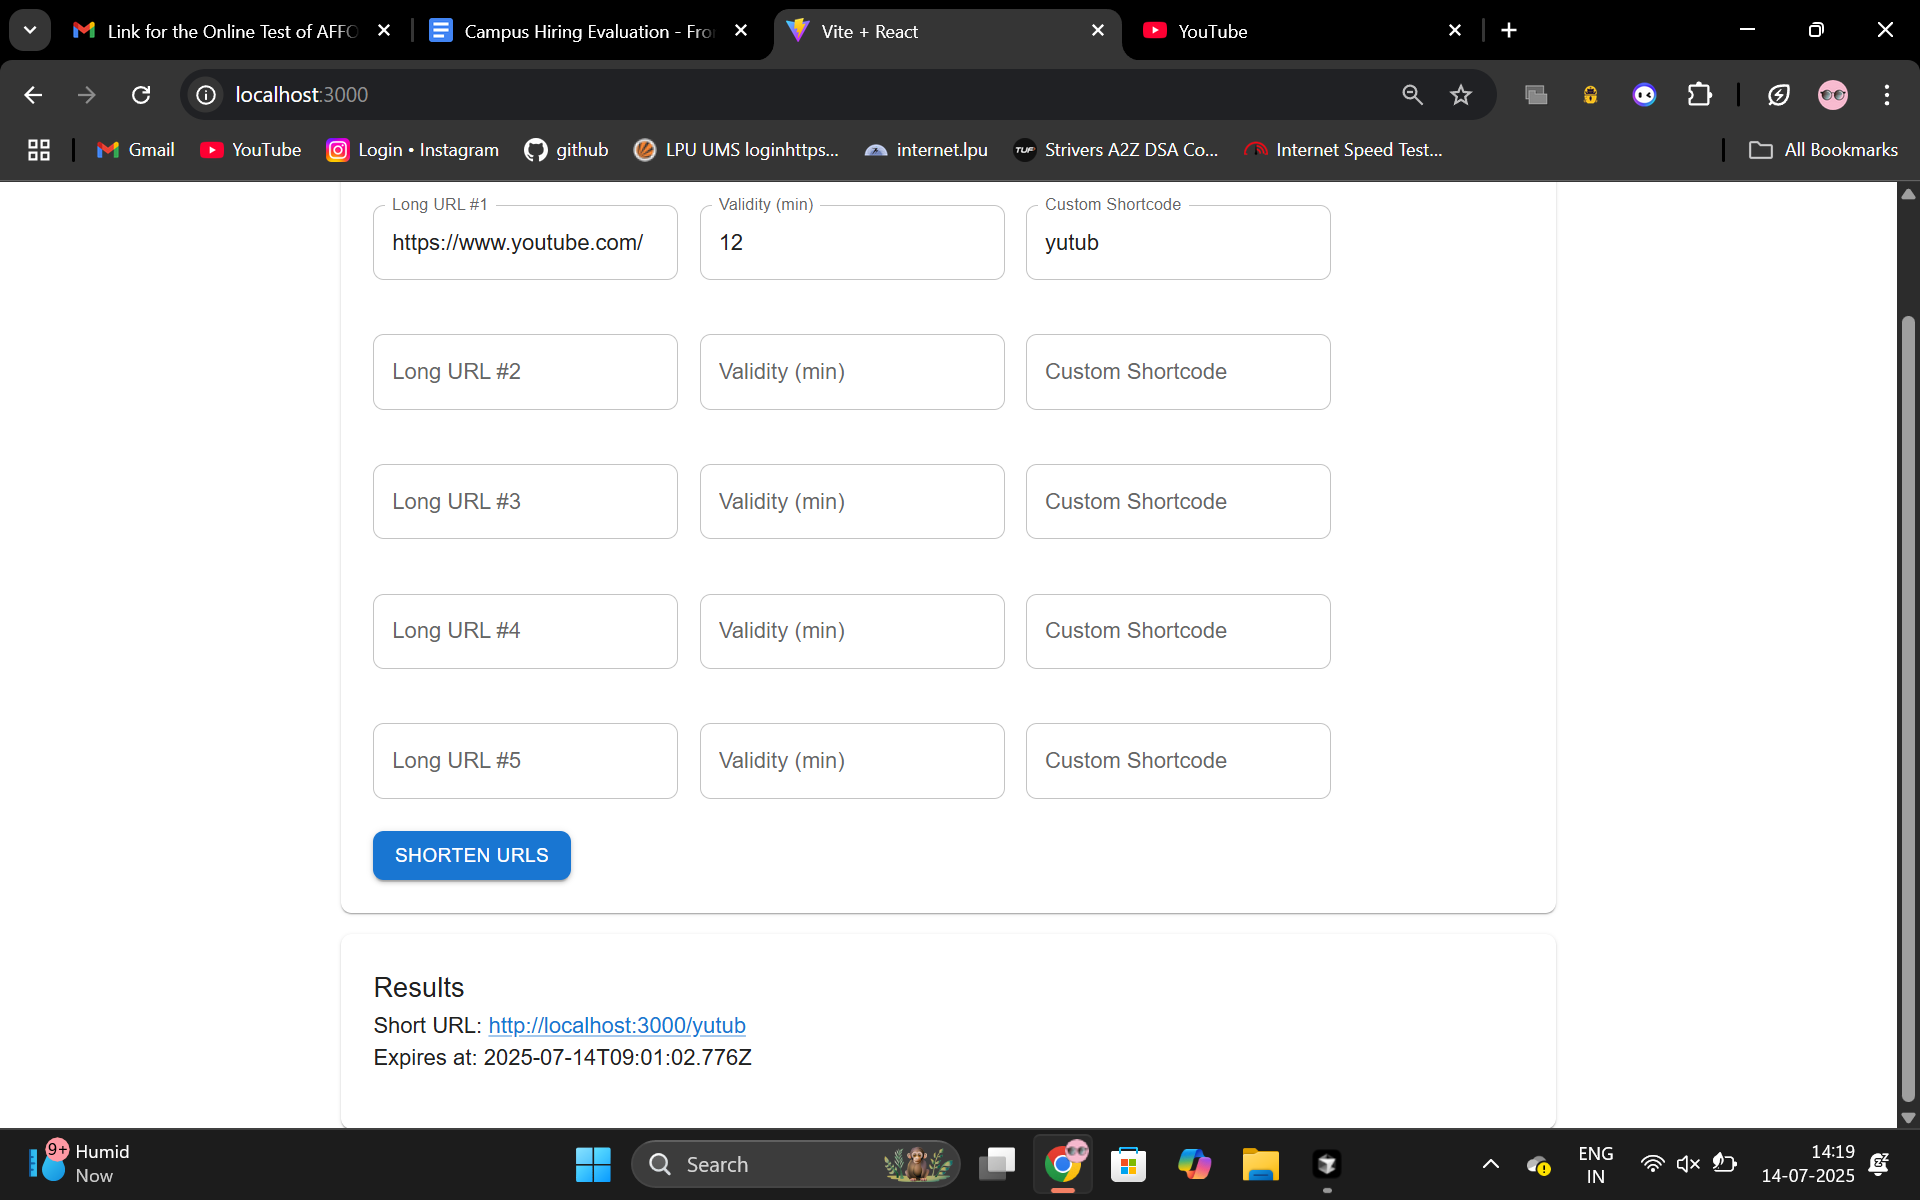 Link for the Online Test of AFFO
Campus Hiring Evaluation - Fro
Vite + React
YouTube
localhost:3000
Gmail
YouTube
Login • Instagram
github
LPU UMS loginhttps...
internet.lpu
TUF
Strivers A2Z DSA Co...
Internet Speed Test...
All Bookmarks
Long URL #1
Validity (min)
Custom Shortcode
https://www.youtube.com/
12
yutub
Long URL #2
Validity (min)
Custom Shortcode
Long URL #3
Validity (min)
Custom Shortcode
Long URL #4
Validity (min)
Custom Shortcode
Long URL #5
Validity (min)
Custom Shortcode
SHORTEN URLS
Results
Short URL: http://localhost:3000/yutub
Expires at: 2025-07-14T09:01:02.776Z
9+
Humid
Now
Search
ENG
IN
14:19
14-07-2025